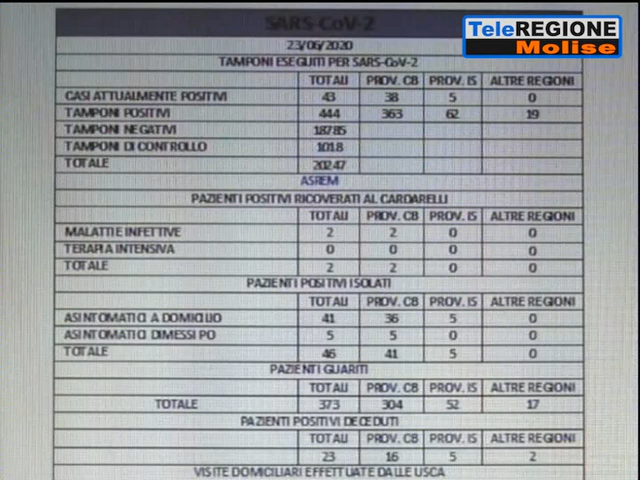 SARS-CoV-2
TeleREGIONE
Molise
23/06/2020
TAMPONI ESEGUITI PER SARS-CoV-2
TOTALI PROV. CB PROV. IS ALTRE REGIONI
CASI ATTUALMENTE POSITIVI 43 38 5 0
TAMPONI POSITIVI 444 363 62 19
TAMPONI NEGATIVI 18785
TAMPONI DI CONTROLLO 1018
TOTALE 20247
ASREM
PAZIENTI POSITIVI RICOVERATI AL CARDARELLI
TOTALI PROV. CB PROV. IS ALTRE REGIONI
MALATTIE INFETTIVE 2 2 0 0
TERAPIA INTENSIVA 0 0 0 0
TOTALE 2 2 0 0
PAZIENTI POSITIVI ISOLATI
TOTALI PROV. CB PROV. IS ALTRE REGIONI
ASINTOMATICI A DOMICILIO 41 36 5 0
ASINTOMATICI DIMESSI PO 5 5 0 0
TOTALE 46 41 5 0
PAZIENTI GUARITI
TOTALI PROV. CB PROV. IS ALTRE REGIONI
TOTALE 373 304 52 17
PAZIENTI POSITIVI DECEDUTI
TOTALI PROV. CB PROV. IS ALTRE REGIONI
23 16 5 2
VISITE DOMICILIARI EFFETTUATE DALLE USCA